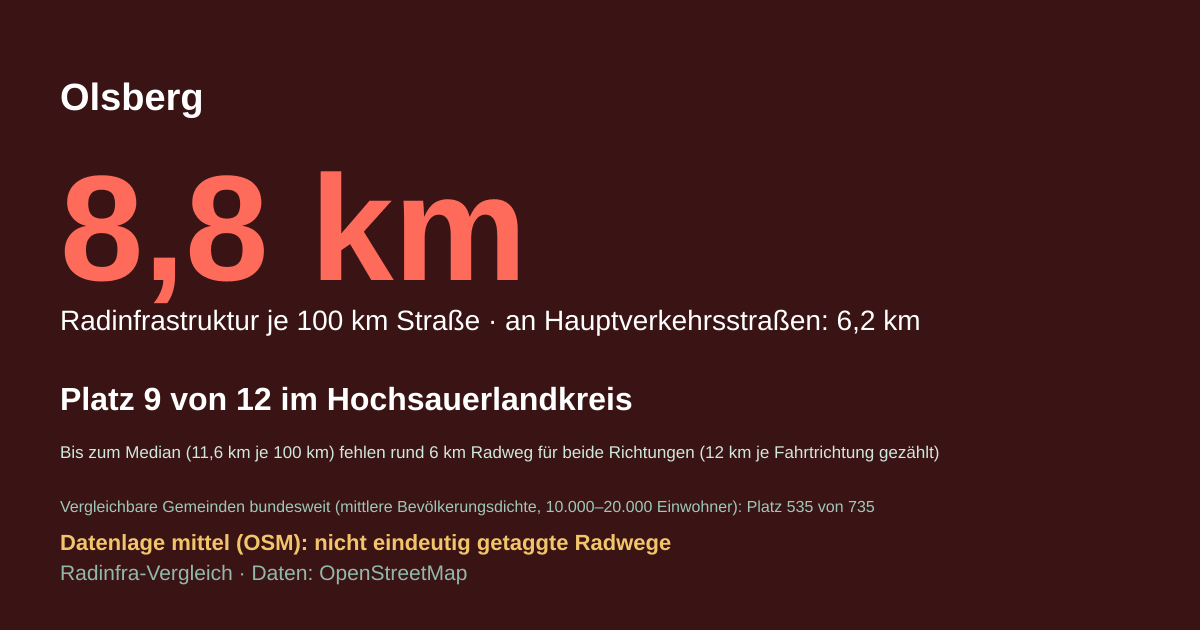 Olsberg
8,8 km
Radinfrastruktur je 100 km Straße · an Hauptverkehrsstraßen: 6,2 km
Platz 9 von 12 im Hochsauerlandkreis
Bis zum Median (11,6 km je 100 km) fehlen rund 6 km Radweg für beide Richtungen (12 km je Fahrtrichtung gezählt)
Vergleichbare Gemeinden bundesweit (mittlere Bevölkerungsdichte, 10.000–20.000 Einwohner): Platz 535 von 735
Datenlage mittel (OSM): nicht eindeutig getaggte Radwege
Radinfra-Vergleich · Daten: OpenStreetMap